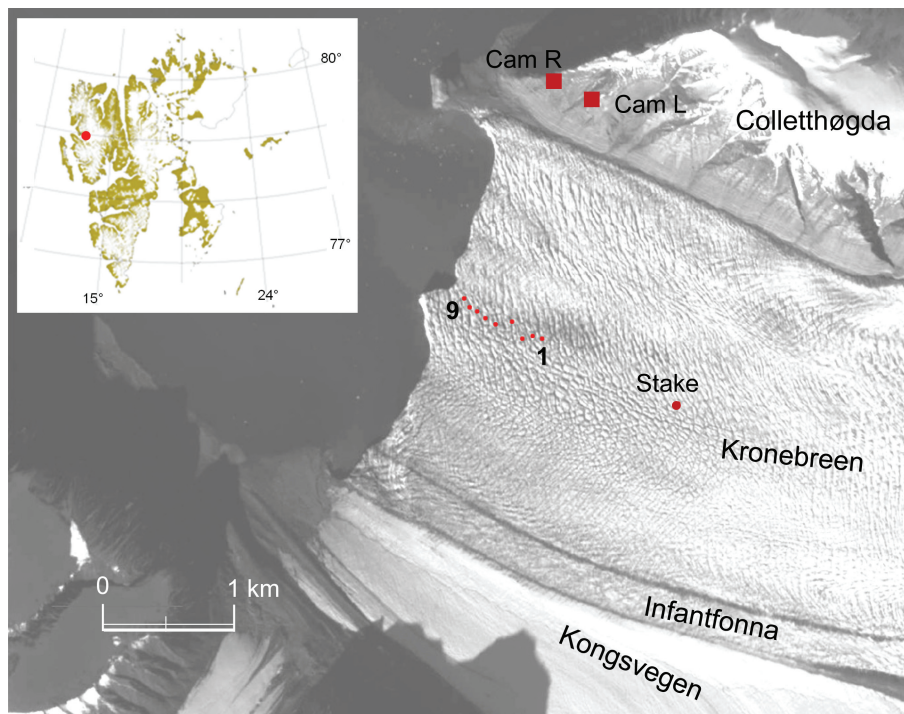 80°
77°
15°
24°
Cam R
Cam L
Colletthøgda
9
1
Stake
Kronebreen
Infantfonna
Kongsvegen
0 1 km